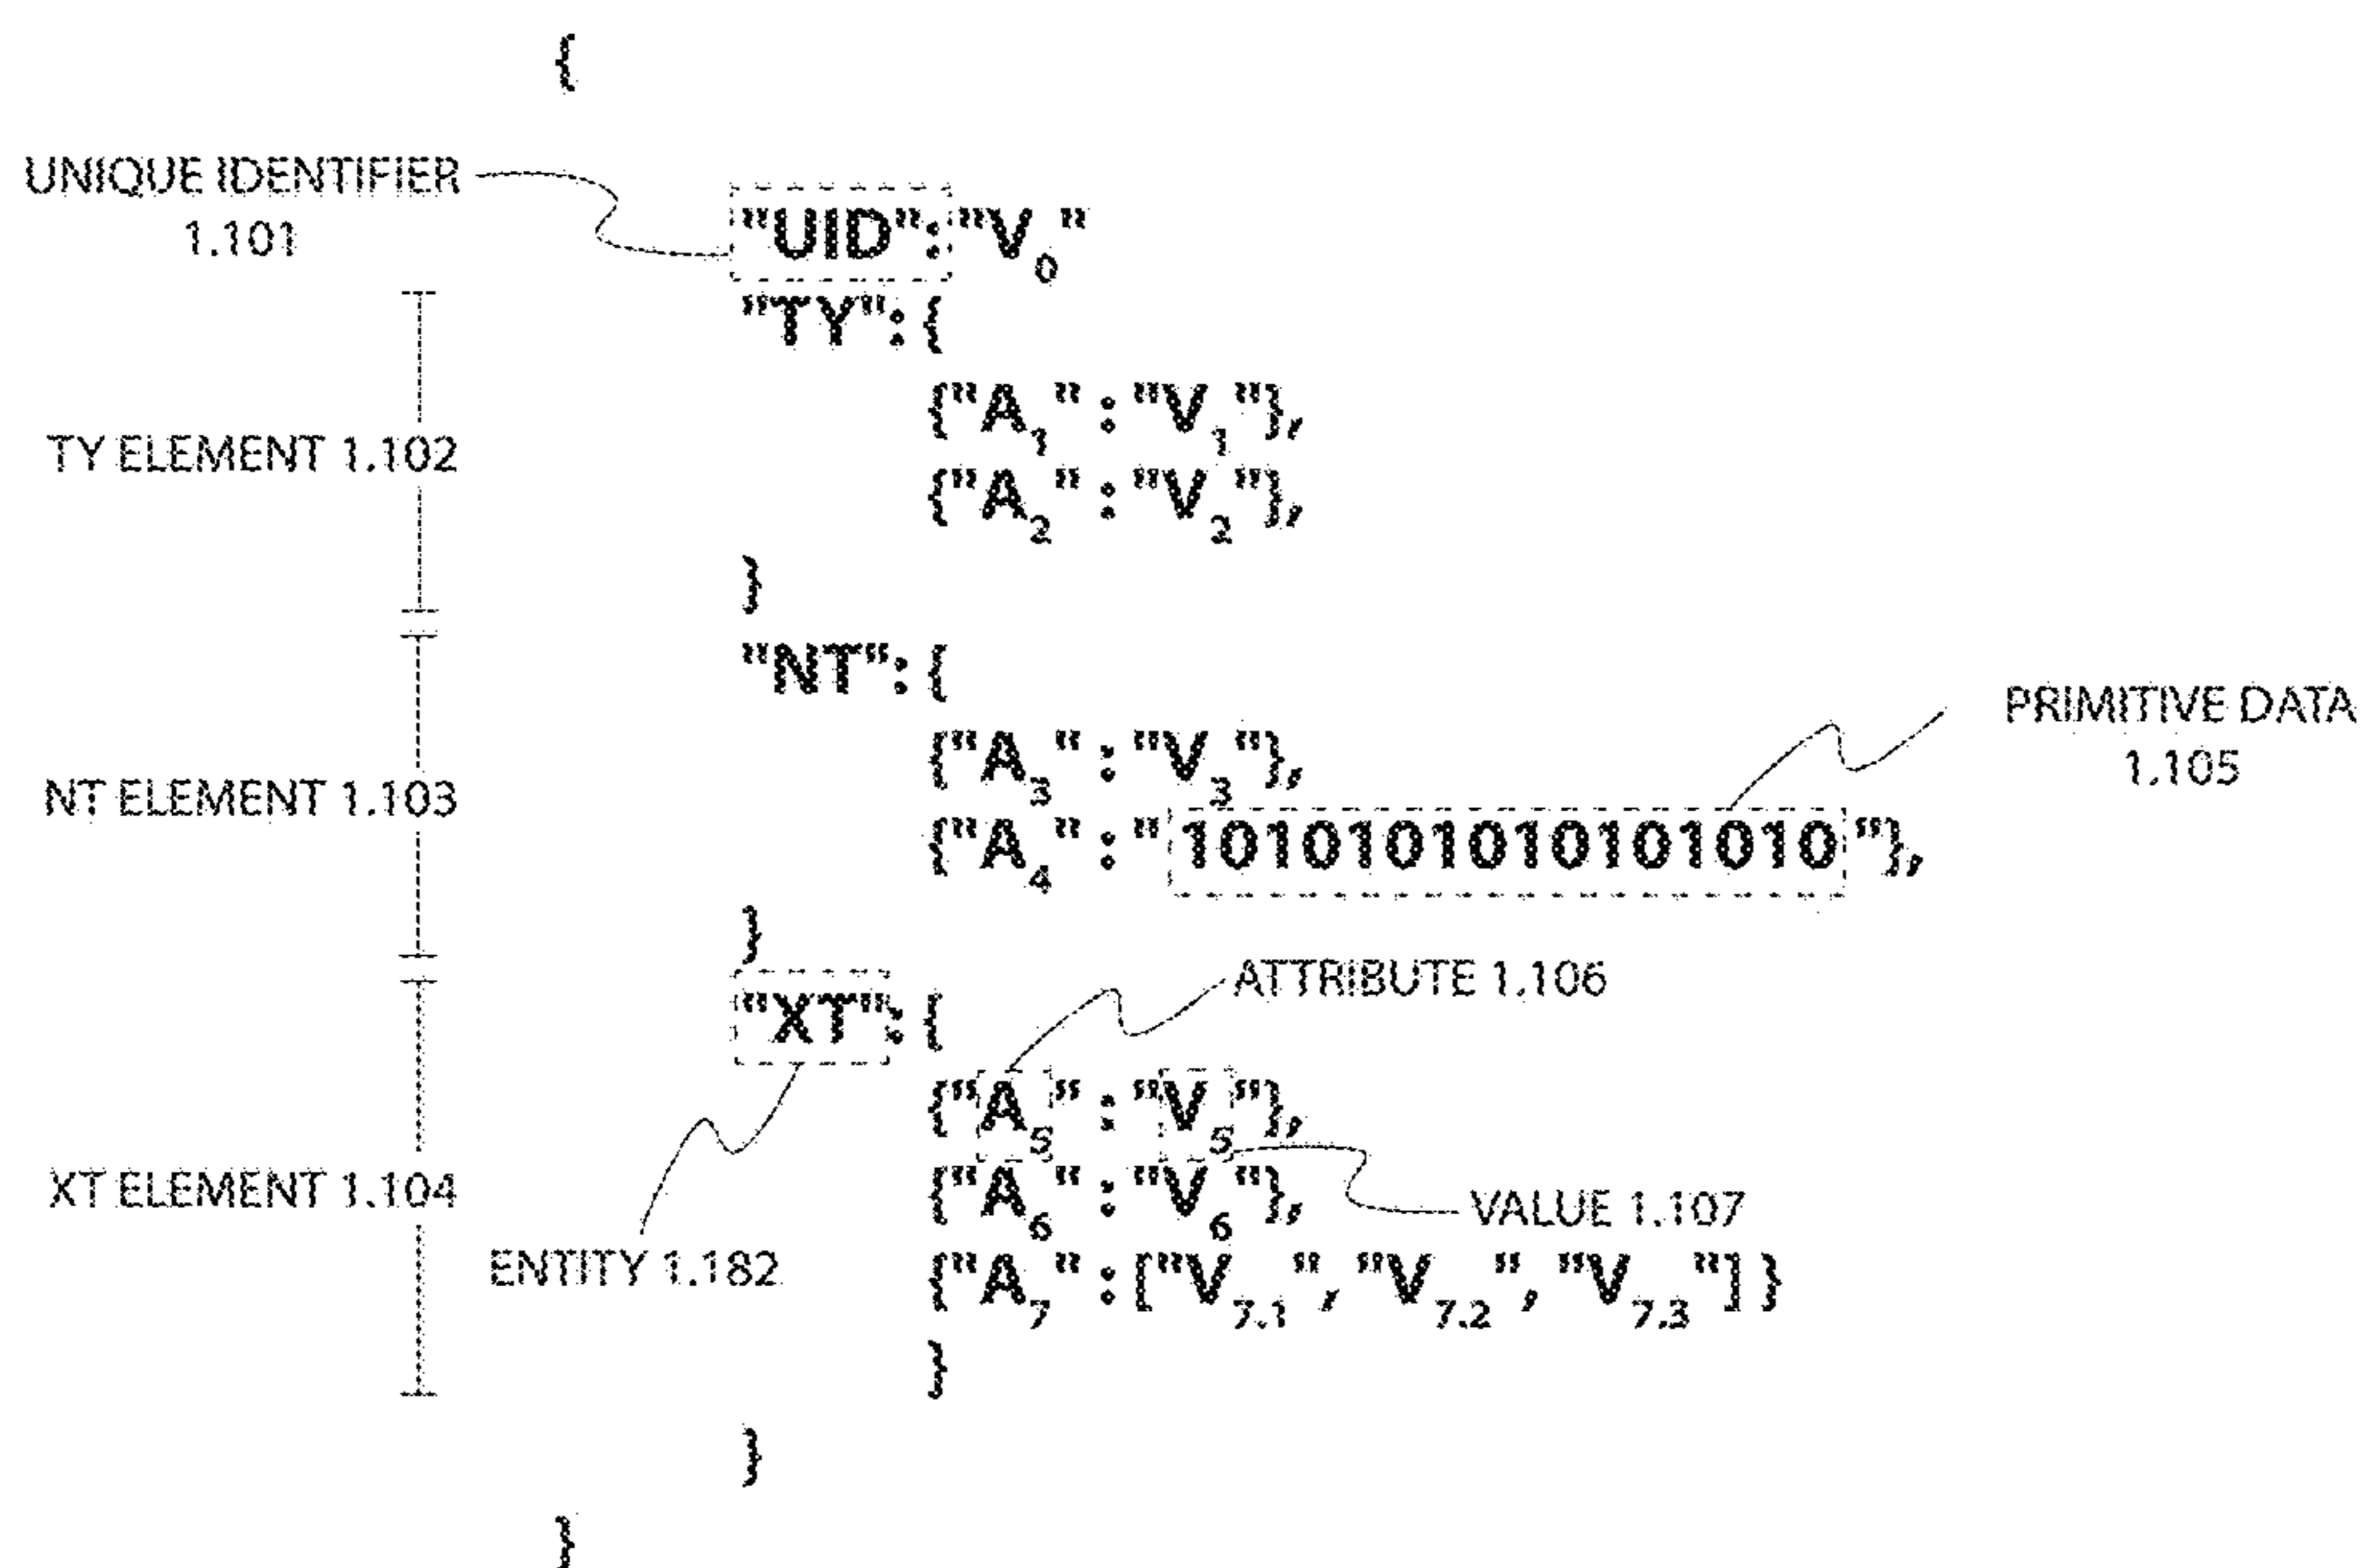 {
UNIQUE IDENTIFIER
1.101
"UID":"V₀"
"TY":{
{"A₁" : "V₁"},
TY ELEMENT 1.102
{"A₂" : "V₂"},
}
"NT":{
PRIMITIVE DATA
1.105
{"A₃" : "V₃"},
NT ELEMENT 1.103
{"A₄" : "1010101010101010101"},
}
ATTRIBUTE 1.106
"XT":{
{"A₅" : "V₅"},
XT ELEMENT 1.104
{"A₆" : "V₆"},
VALUE 1.107
ENTITY 1.182
{"A₇" : ["V₇.₁", "V₇.₂", "V₇.₃"] }
}
}
}